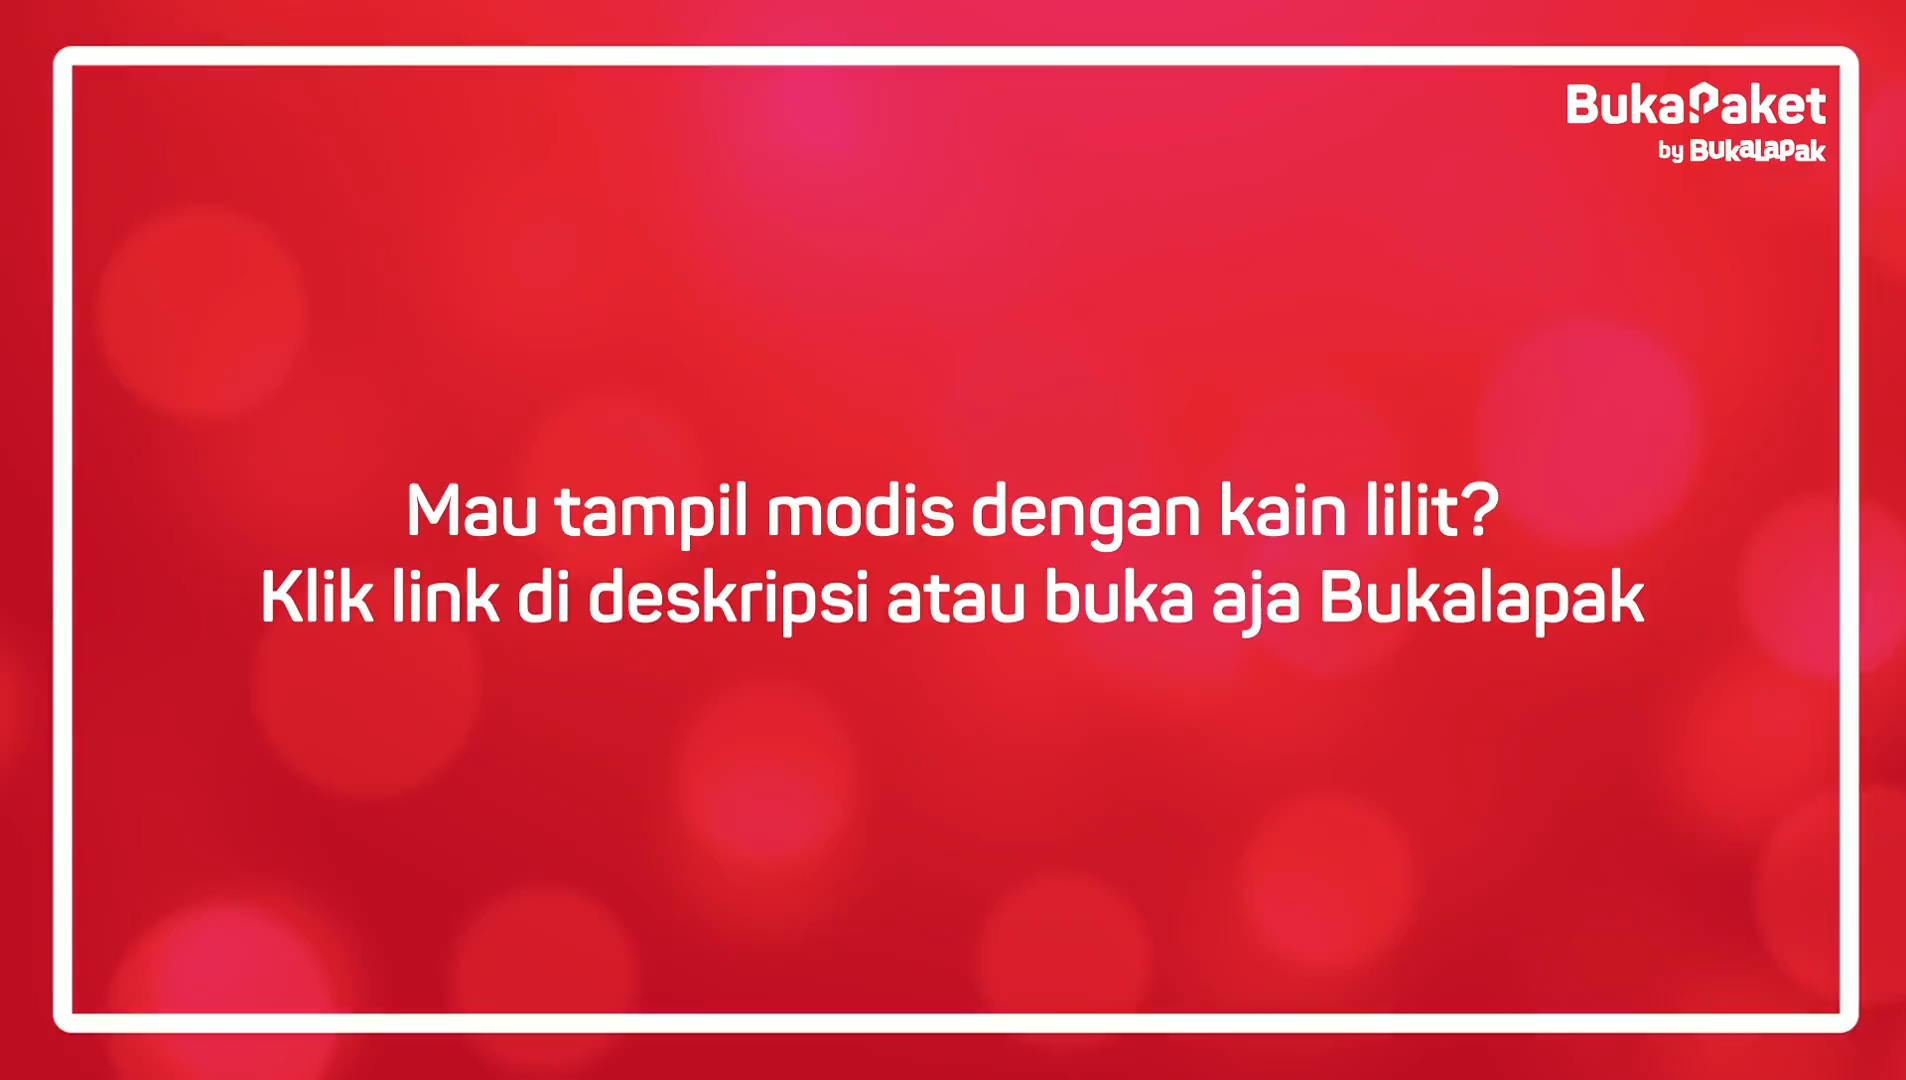 BukaPaket
by BukaLapak
Mau tampil modis dengan kain lilit?
Klik link di deskripsi atau buka aja Bukalapak